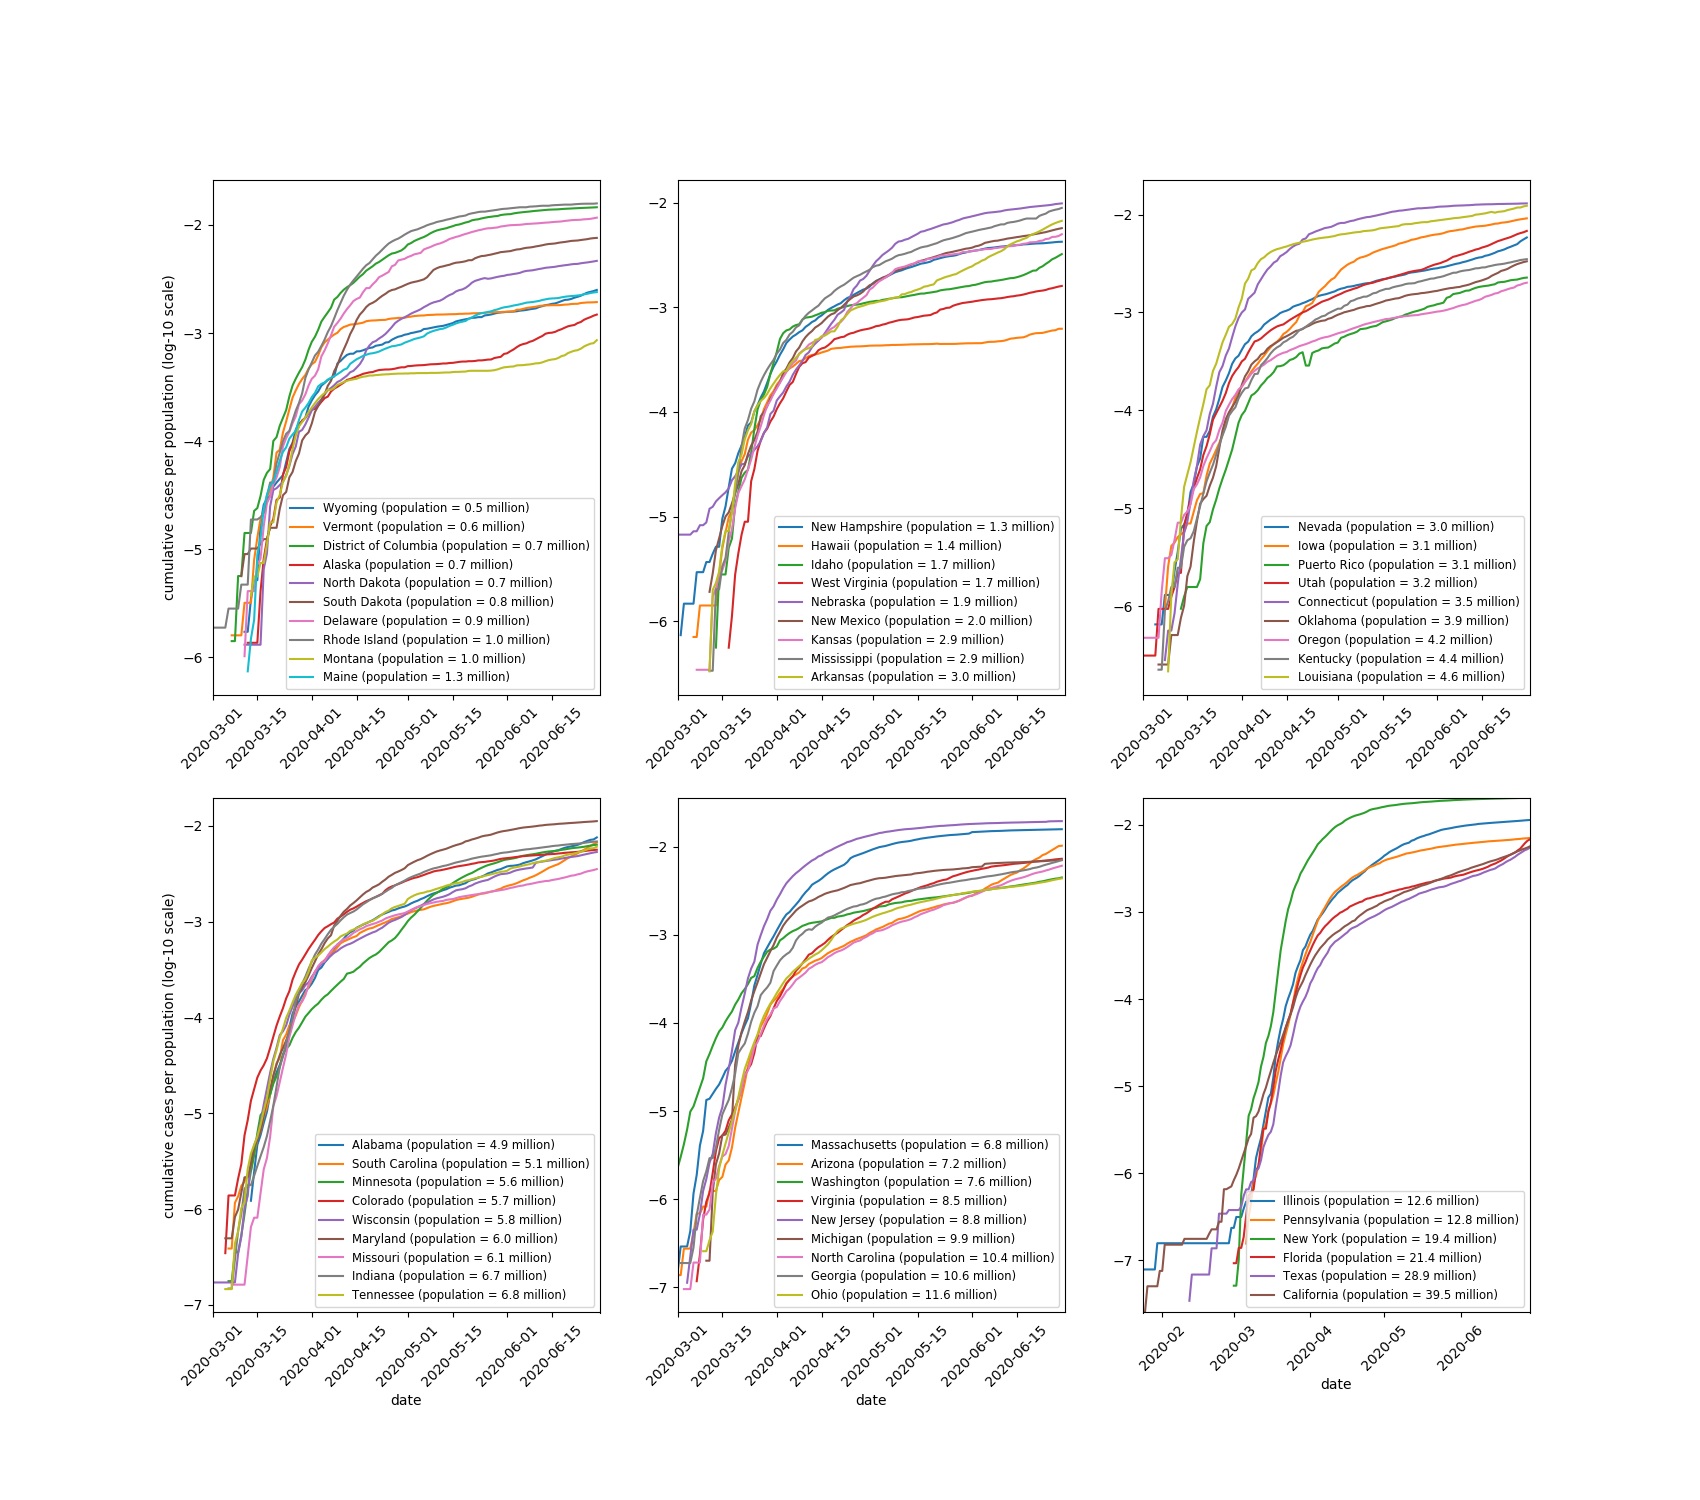 cumulative cases per population (log-10 scale)
−2
−3
−4
−5
−6
Wyoming (population = 0.5 million)
Vermont (population = 0.6 million)
District of Columbia (population = 0.7 million)
Alaska (population = 0.7 million)
North Dakota (population = 0.7 million)
South Dakota (population = 0.8 million)
Delaware (population = 0.9 million)
Rhode Island (population = 1.0 million)
Montana (population = 1.0 million)
Maine (population = 1.3 million)
2020-03-01
2020-03-15
2020-04-01
2020-04-15
2020-05-01
2020-05-15
2020-06-01
2020-06-15
−2
−3
−4
−5
−6
New Hampshire (population = 1.3 million)
Hawaii (population = 1.4 million)
Idaho (population = 1.7 million)
West Virginia (population = 1.7 million)
Nebraska (population = 1.9 million)
New Mexico (population = 2.0 million)
Kansas (population = 2.9 million)
Mississippi (population = 2.9 million)
Arkansas (population = 3.0 million)
2020-03-01
2020-03-15
2020-04-01
2020-04-15
2020-05-01
2020-05-15
2020-06-01
2020-06-15
−2
−3
−4
−5
−6
Nevada (population = 3.0 million)
Iowa (population = 3.1 million)
Puerto Rico (population = 3.1 million)
Utah (population = 3.2 million)
Connecticut (population = 3.5 million)
Oklahoma (population = 3.9 million)
Oregon (population = 4.2 million)
Kentucky (population = 4.4 million)
Louisiana (population = 4.6 million)
2020-03-01
2020-03-15
2020-04-01
2020-04-15
2020-05-01
2020-05-15
2020-06-01
2020-06-15
cumulative cases per population (log-10 scale)
−2
−3
−4
−5
−6
−7
Alabama (population = 4.9 million)
South Carolina (population = 5.1 million)
Minnesota (population = 5.6 million)
Colorado (population = 5.7 million)
Wisconsin (population = 5.8 million)
Maryland (population = 6.0 million)
Missouri (population = 6.1 million)
Indiana (population = 6.7 million)
Tennessee (population = 6.8 million)
2020-03-01
2020-03-15
2020-04-01
2020-04-15
2020-05-01
2020-05-15
2020-06-01
2020-06-15
date
−2
−3
−4
−5
−6
−7
Massachusetts (population = 6.8 million)
Arizona (population = 7.2 million)
Washington (population = 7.6 million)
Virginia (population = 8.5 million)
New Jersey (population = 8.8 million)
Michigan (population = 9.9 million)
North Carolina (population = 10.4 million)
Georgia (population = 10.6 million)
Ohio (population = 11.6 million)
2020-03-01
2020-03-15
2020-04-01
2020-04-15
2020-05-01
2020-05-15
2020-06-01
2020-06-15
date
−2
−3
−4
−5
−6
−7
Illinois (population = 12.6 million)
Pennsylvania (population = 12.8 million)
New York (population = 19.4 million)
Florida (population = 21.4 million)
Texas (population = 28.9 million)
California (population = 39.5 million)
2020-02
2020-03
2020-04
2020-05
2020-06
date